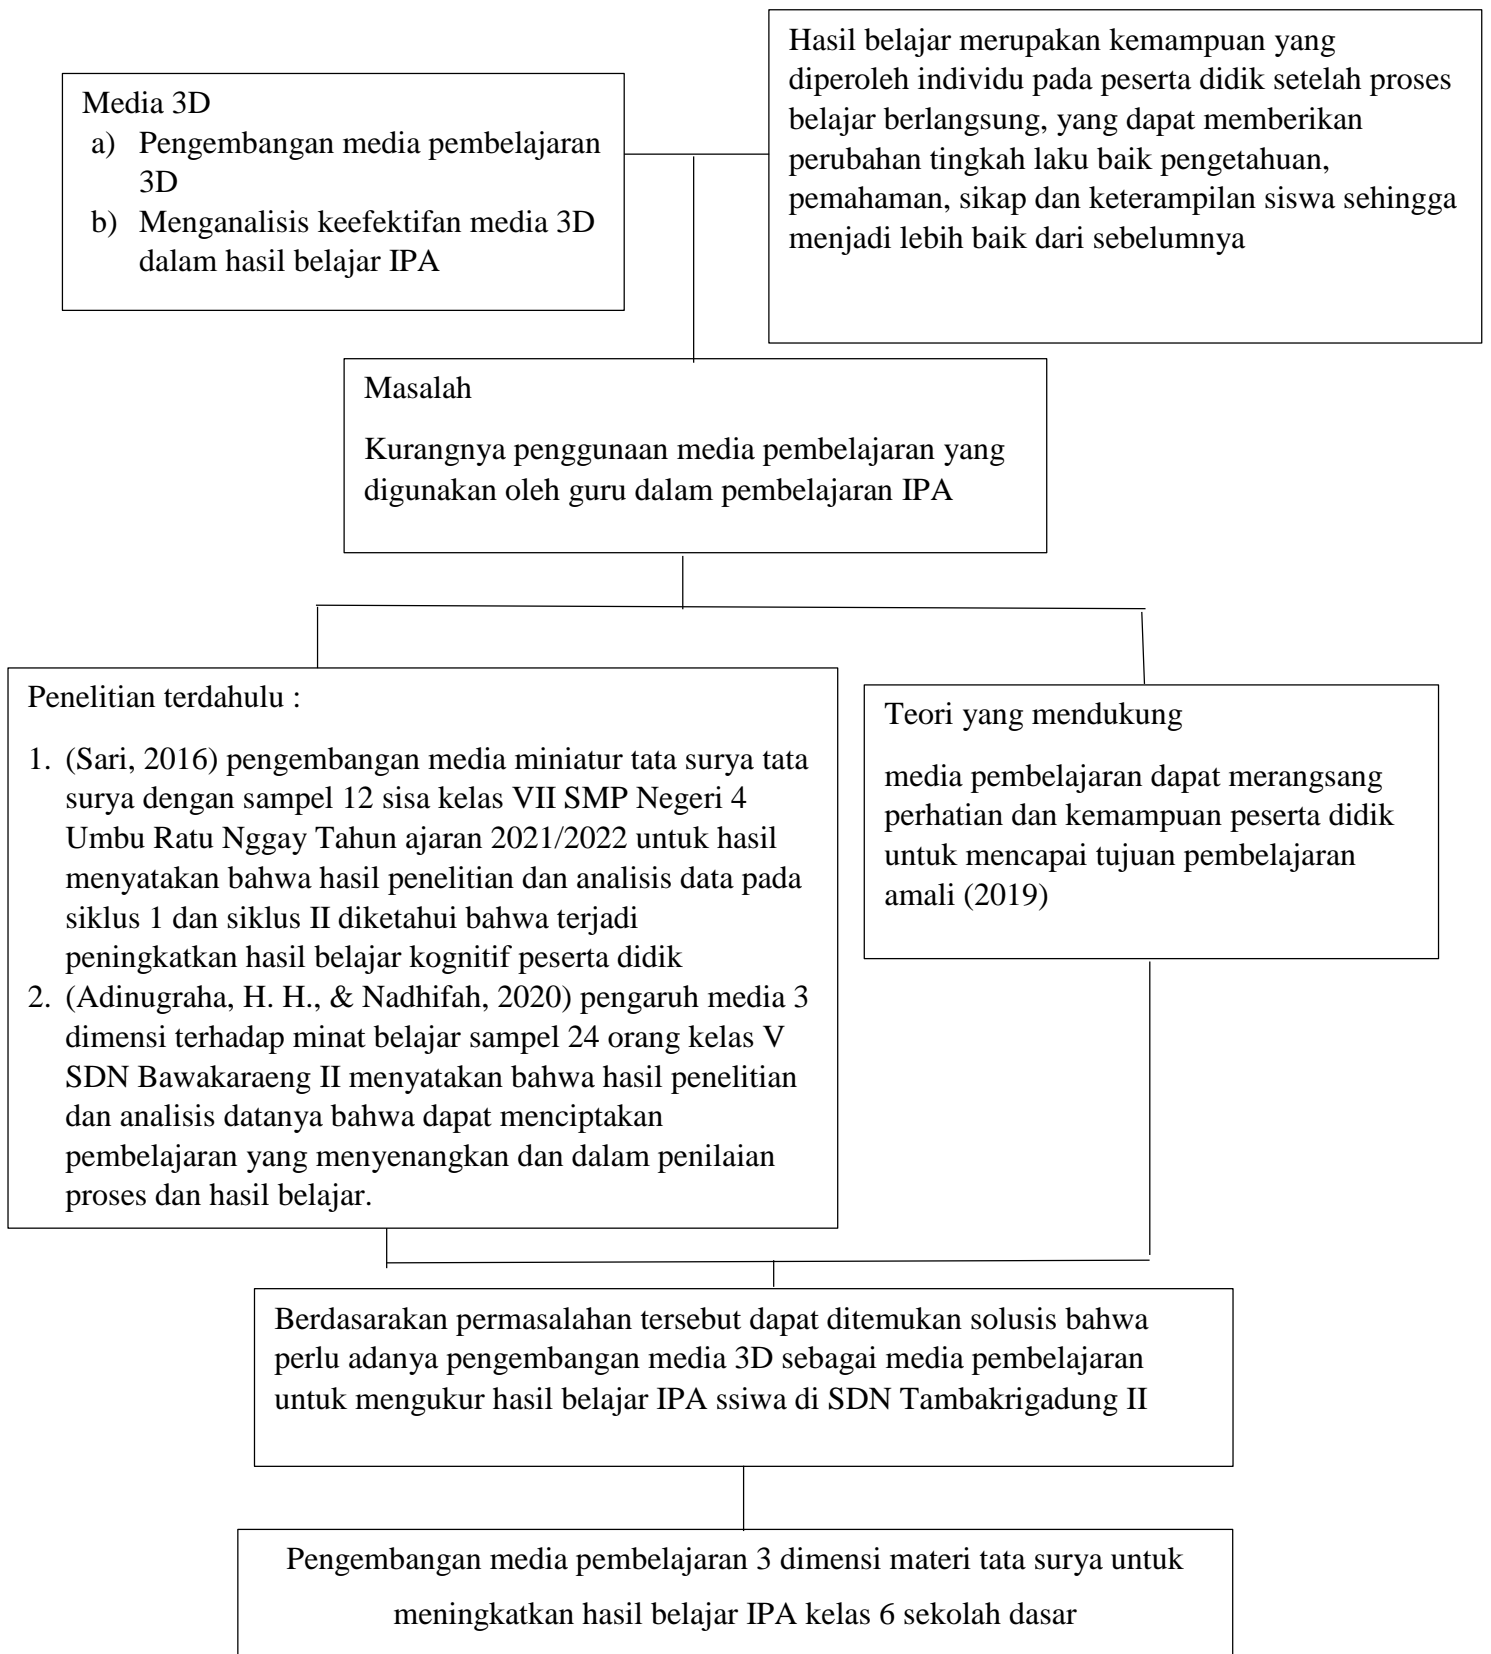 Media 3D
a) Pengembangan media pembelajaran
3D
b) Menganalisis keefektifan media 3D
dalam hasil belajar IPA
Hasil belajar merupakan kemampuan yang
diperoleh individu pada peserta didik setelah proses
belajar berlangsung, yang dapat memberikan
perubahan tingkah laku baik pengetahuan,
pemahaman, sikap dan keterampilan siswa sehingga
menjadi lebih baik dari sebelumnya
Masalah
Kurangnya penggunaan media pembelajaran yang
digunakan oleh guru dalam pembelajaran IPA
Penelitian terdahulu :
1. (Sari, 2016) pengembangan media miniatur tata surya tata
surya dengan sampel 12 sisa kelas VII SMP Negeri 4
Umbu Ratu Nggay Tahun ajaran 2021/2022 untuk hasil
menyatakan bahwa hasil penelitian dan analisis data pada
siklus 1 dan siklus II diketahui bahwa terjadi
peningkatkan hasil belajar kognitif peserta didik
2. (Adinugraha, H. H., & Nadhifah, 2020) pengaruh media 3
dimensi terhadap minat belajar sampel 24 orang kelas V
SDN Bawakaraeng II menyatakan bahwa hasil penelitian
dan analisis datanya bahwa dapat menciptakan
pembelajaran yang menyenangkan dan dalam penilaian
proses dan hasil belajar.
Teori yang mendukung
media pembelajaran dapat merangsang
perhatian dan kemampuan peserta didik
untuk mencapai tujuan pembelajaran
amali (2019)
Berdasarakan permasalahan tersebut dapat ditemukan solusis bahwa
perlu adanya pengembangan media 3D sebagai media pembelajaran
untuk mengukur hasil belajar IPA ssiwa di SDN Tambakrigadung II
Pengembangan media pembelajaran 3 dimensi materi tata surya untuk
meningkatkan hasil belajar IPA kelas 6 sekolah dasar